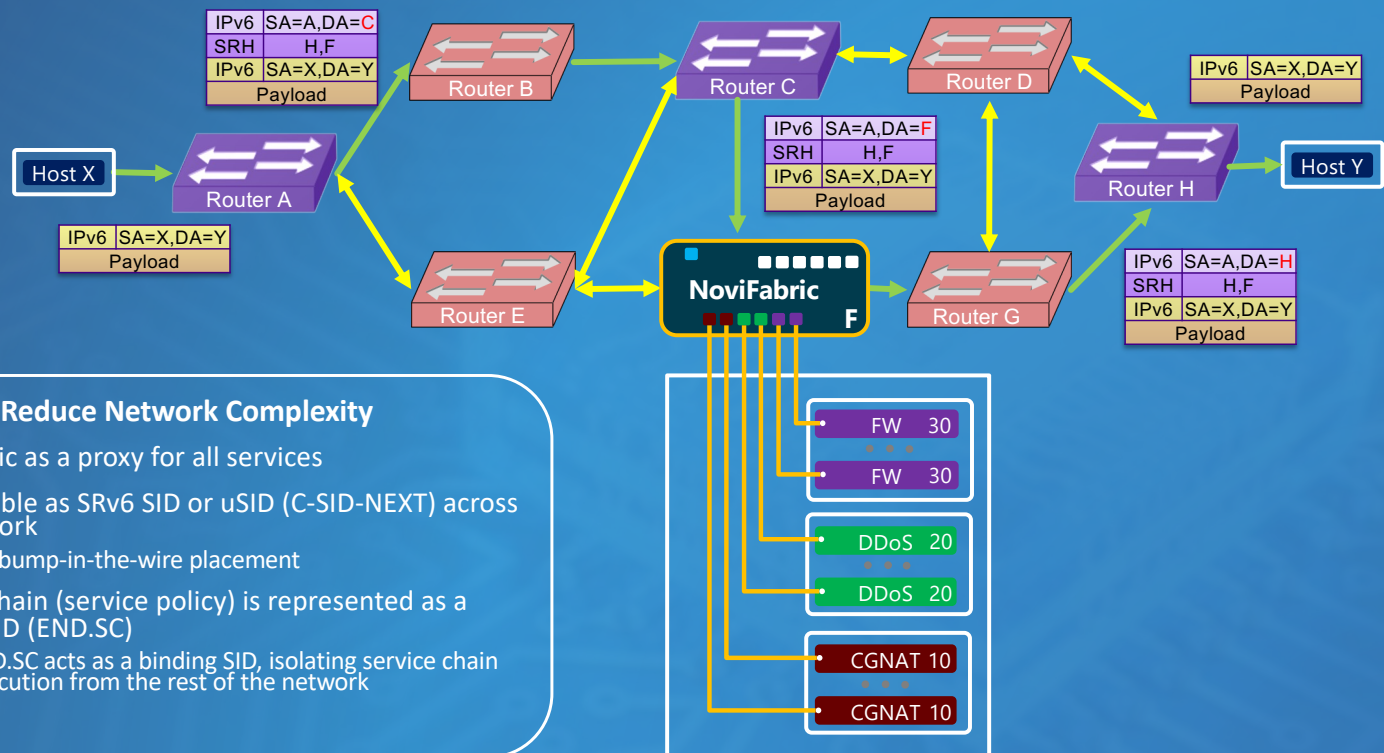 IPv6 SA=A,DA=C
SRH H,F
IPv6 SA=X,DA=Y
Payload
Router B
Router C
Router D
IPv6 SA=X,DA=Y
Payload
IPv6 SA=A,DA=F
SRH H,F
IPv6 SA=X,DA=Y
Payload
Host X
Router A
Router H
Host Y
IPv6 SA=X,DA=Y
Payload
Router E
NoviFabric
F
Router G
IPv6 SA=A,DA=H
SRH H,F
IPv6 SA=X,DA=Y
Payload
Reduce Network Complexity
ic as a proxy for all services
ble as SRv6 SID or uSID (C-SID-NEXT) across
ork
bump-in-the-wire placement
hain (service policy) is represented as a
ID (END.SC)
D.SC acts as a binding SID, isolating service chain
cution from the rest of the network
FW 30
FW 30
DDoS 20
DDoS 20
CGNAT 10
CGNAT 10